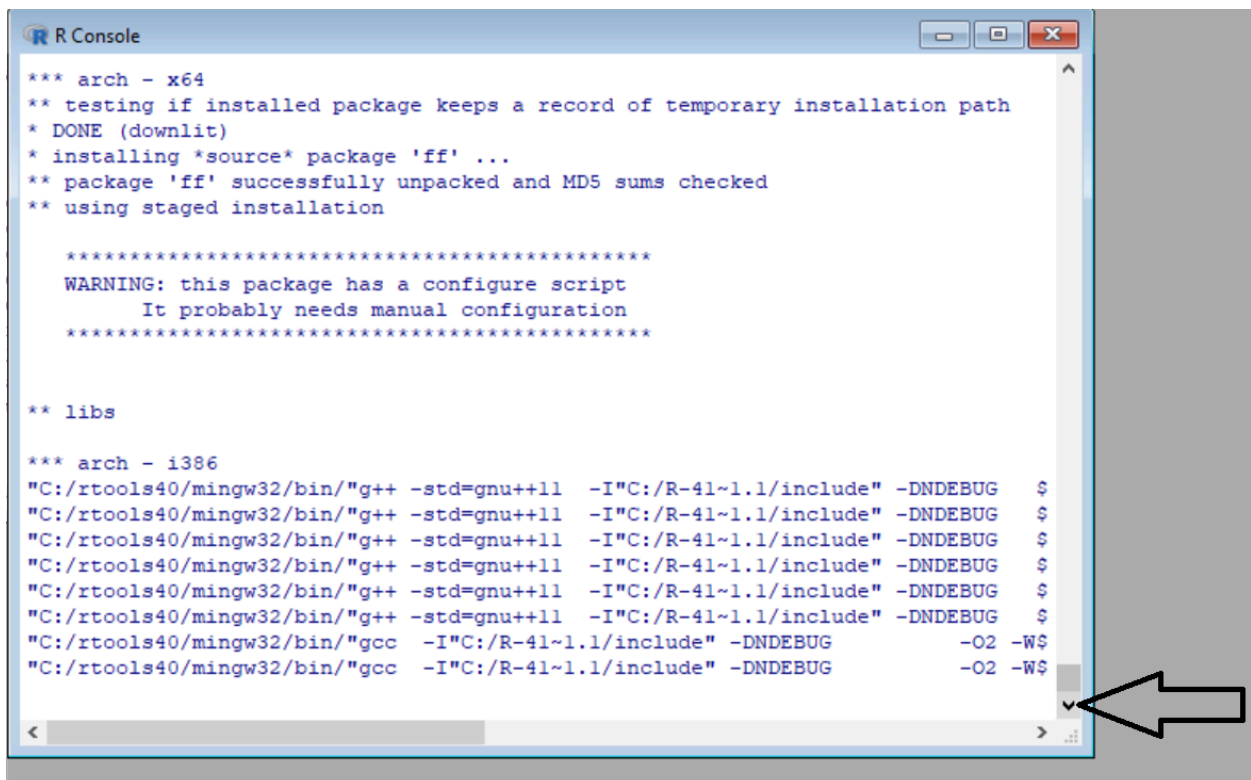 R Console
*** arch - x64
** testing if installed package keeps a record of temporary installation path
* DONE (downlit)
* installing *source* package 'ff' ...
** package 'ff' successfully unpacked and MD5 sums checked
** using staged installation
**********************************************
WARNING: this package has a configure script
It probably needs manual configuration
**********************************************
** libs
*** arch - i386
"C:/rtools40/mingw32/bin/"g++ -std=gnu++11  -I"C:/R-41~1.1/include" -DNDEBUG   $
"C:/rtools40/mingw32/bin/"g++ -std=gnu++11  -I"C:/R-41~1.1/include" -DNDEBUG   $
"C:/rtools40/mingw32/bin/"g++ -std=gnu++11  -I"C:/R-41~1.1/include" -DNDEBUG   $
"C:/rtools40/mingw32/bin/"g++ -std=gnu++11  -I"C:/R-41~1.1/include" -DNDEBUG   $
"C:/rtools40/mingw32/bin/"g++ -std=gnu++11  -I"C:/R-41~1.1/include" -DNDEBUG   $
"C:/rtools40/mingw32/bin/"g++ -std=gnu++11  -I"C:/R-41~1.1/include" -DNDEBUG   $
"C:/rtools40/mingw32/bin/"gcc  -I"C:/R-41~1.1/include" -DNDEBUG          -O2 -W$
"C:/rtools40/mingw32/bin/"gcc  -I"C:/R-41~1.1/include" -DNDEBUG          -O2 -W$